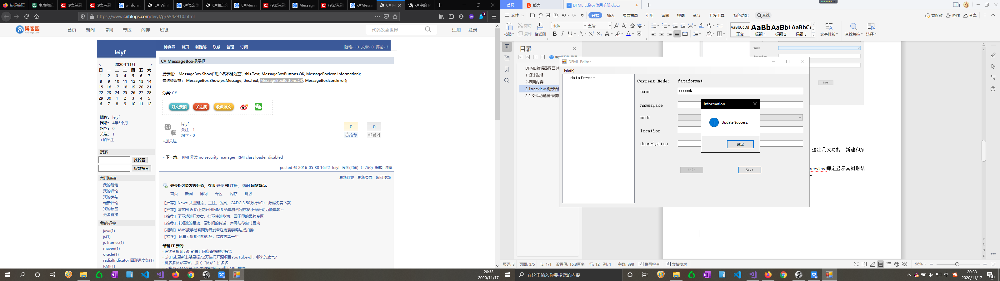 新标签页
南京师范
(9条消息
(9条消息
winform
C# WinF
c#怎么使
C#自定义
C#Messa
(9条消息
Message
(9条消息
c#Messa
C# M
c#中的 M
https://www.cnblogs.com/leiyf/p/5542910.html
博客园
cnblogs.com
首页 新闻 博问 专区 闪存 班级
代码改变世界
注册 登录
leiyf
博客园 首页 新随笔 联系 管理 订阅
随笔- 13 文章- 0 评论- 3
< 2020年11月 >
日 一 二 三 四 五 六
1 2 3 4 5 6 7
8 9 10 11 12 13 14
15 16 17 18 19 20 21
22 23 24 25 26 27 28
29 30 1 2 3 4 5
6 7 8 9 10 11 12
昵称： leiyf
园龄： 4年5个月
粉丝： 0
关注： 1
+加关注
搜索
找找看
谷歌搜索
常用链接
我的随笔
我的评论
我的参与
最新评论
我的标签
更多链接
我的标签
java(1)
js(1)
js frames(1)
maven(1)
oracle(1)
radialIndicator 圆形进度条(1)
RMI(1)
C# MessageBox提示框
提示框： MessageBox.Show("用户名不能为空", this.Text, MessageBoxButtons.OK, MessageBoxIcon.Information);
错误警告框： MessageBox.Show(ex.Message, this.Text, MessageBoxButtons.OK, MessageBoxIcon.Error);
分类: C#
好文要顶 关注我 收藏该文
leiyf
关注 - 1
粉丝 - 0
+加关注
0
推荐
0
反对
» 下一篇： RMI 异常 no security manager: RMI class loader disabled
posted @ 2016-05-30 16:22 leiyf 阅读(266) 评论(0) 编辑 收藏
刷新评论 刷新页面 返回顶部
登录后才能发表评论，立即 登录 或 注册， 访问 网站首页。
首页 新闻 博问 专区 闪存 班级
【推荐】News: 大型组态、工控、仿真、CADGIS 50万行VC++源码免费下载
【推荐】博客园 & 陌上花开HIMMR 给单身的程序员小哥哥助力脱单啦～
【推荐】了不起的开发者，挡不住的华为，园子里的品牌专区
【推荐】未知数的距离，毫秒间的传递，声网与你实时互动
【福利】AWS携手博客园为开发者送免费套餐与抵扣券
【推荐】 阿里云折扣价格返场，错过再等一年
最新 IT 新闻:
· 德银分析师力挺蔚来！回应香橼做空报告
· GitHub重新上架星标7.2万热门开源项目YouTube-dl，哪来的底气？
· 拼多多补贴苹果，股民“补贴”拼多多
首页 稻壳 DFML Editor使用手册.docx
文件 开始 插入 页面布局 引用 审阅 视图 章节 开发工具 特色功能 查找
有修改 协作 分享
粘贴 剪切 复制 格式刷
宋体 五号
AaBbCcDd AaBb AaBb( AaBbC
正文 标题 1 标题 2 标题 3
文字排版 查找替换 选择
目录
DFML 编辑器界面说
1 设计说明
2 界面内容
2.1treeview 树形结构
2.2 文件功能操作模块
mode
Save
DFML Editor
File(F)
dataformat
Current Node: dataformat
name ssssffh
namespace
mode
location
description
Edit Save
Information
Update Success.
确定
退出几大功能。新建和预
reeview 绑定显示其树形结
。
页码: 3 页面: 3/5 节: 1/1 设置值: 16.8厘米 行: 12 列: 1 字数: 898 拼写检查 文档校对
96%
20:33
2020/11/17
在这里输入你要搜索的内容
中
20:33
2020/11/17